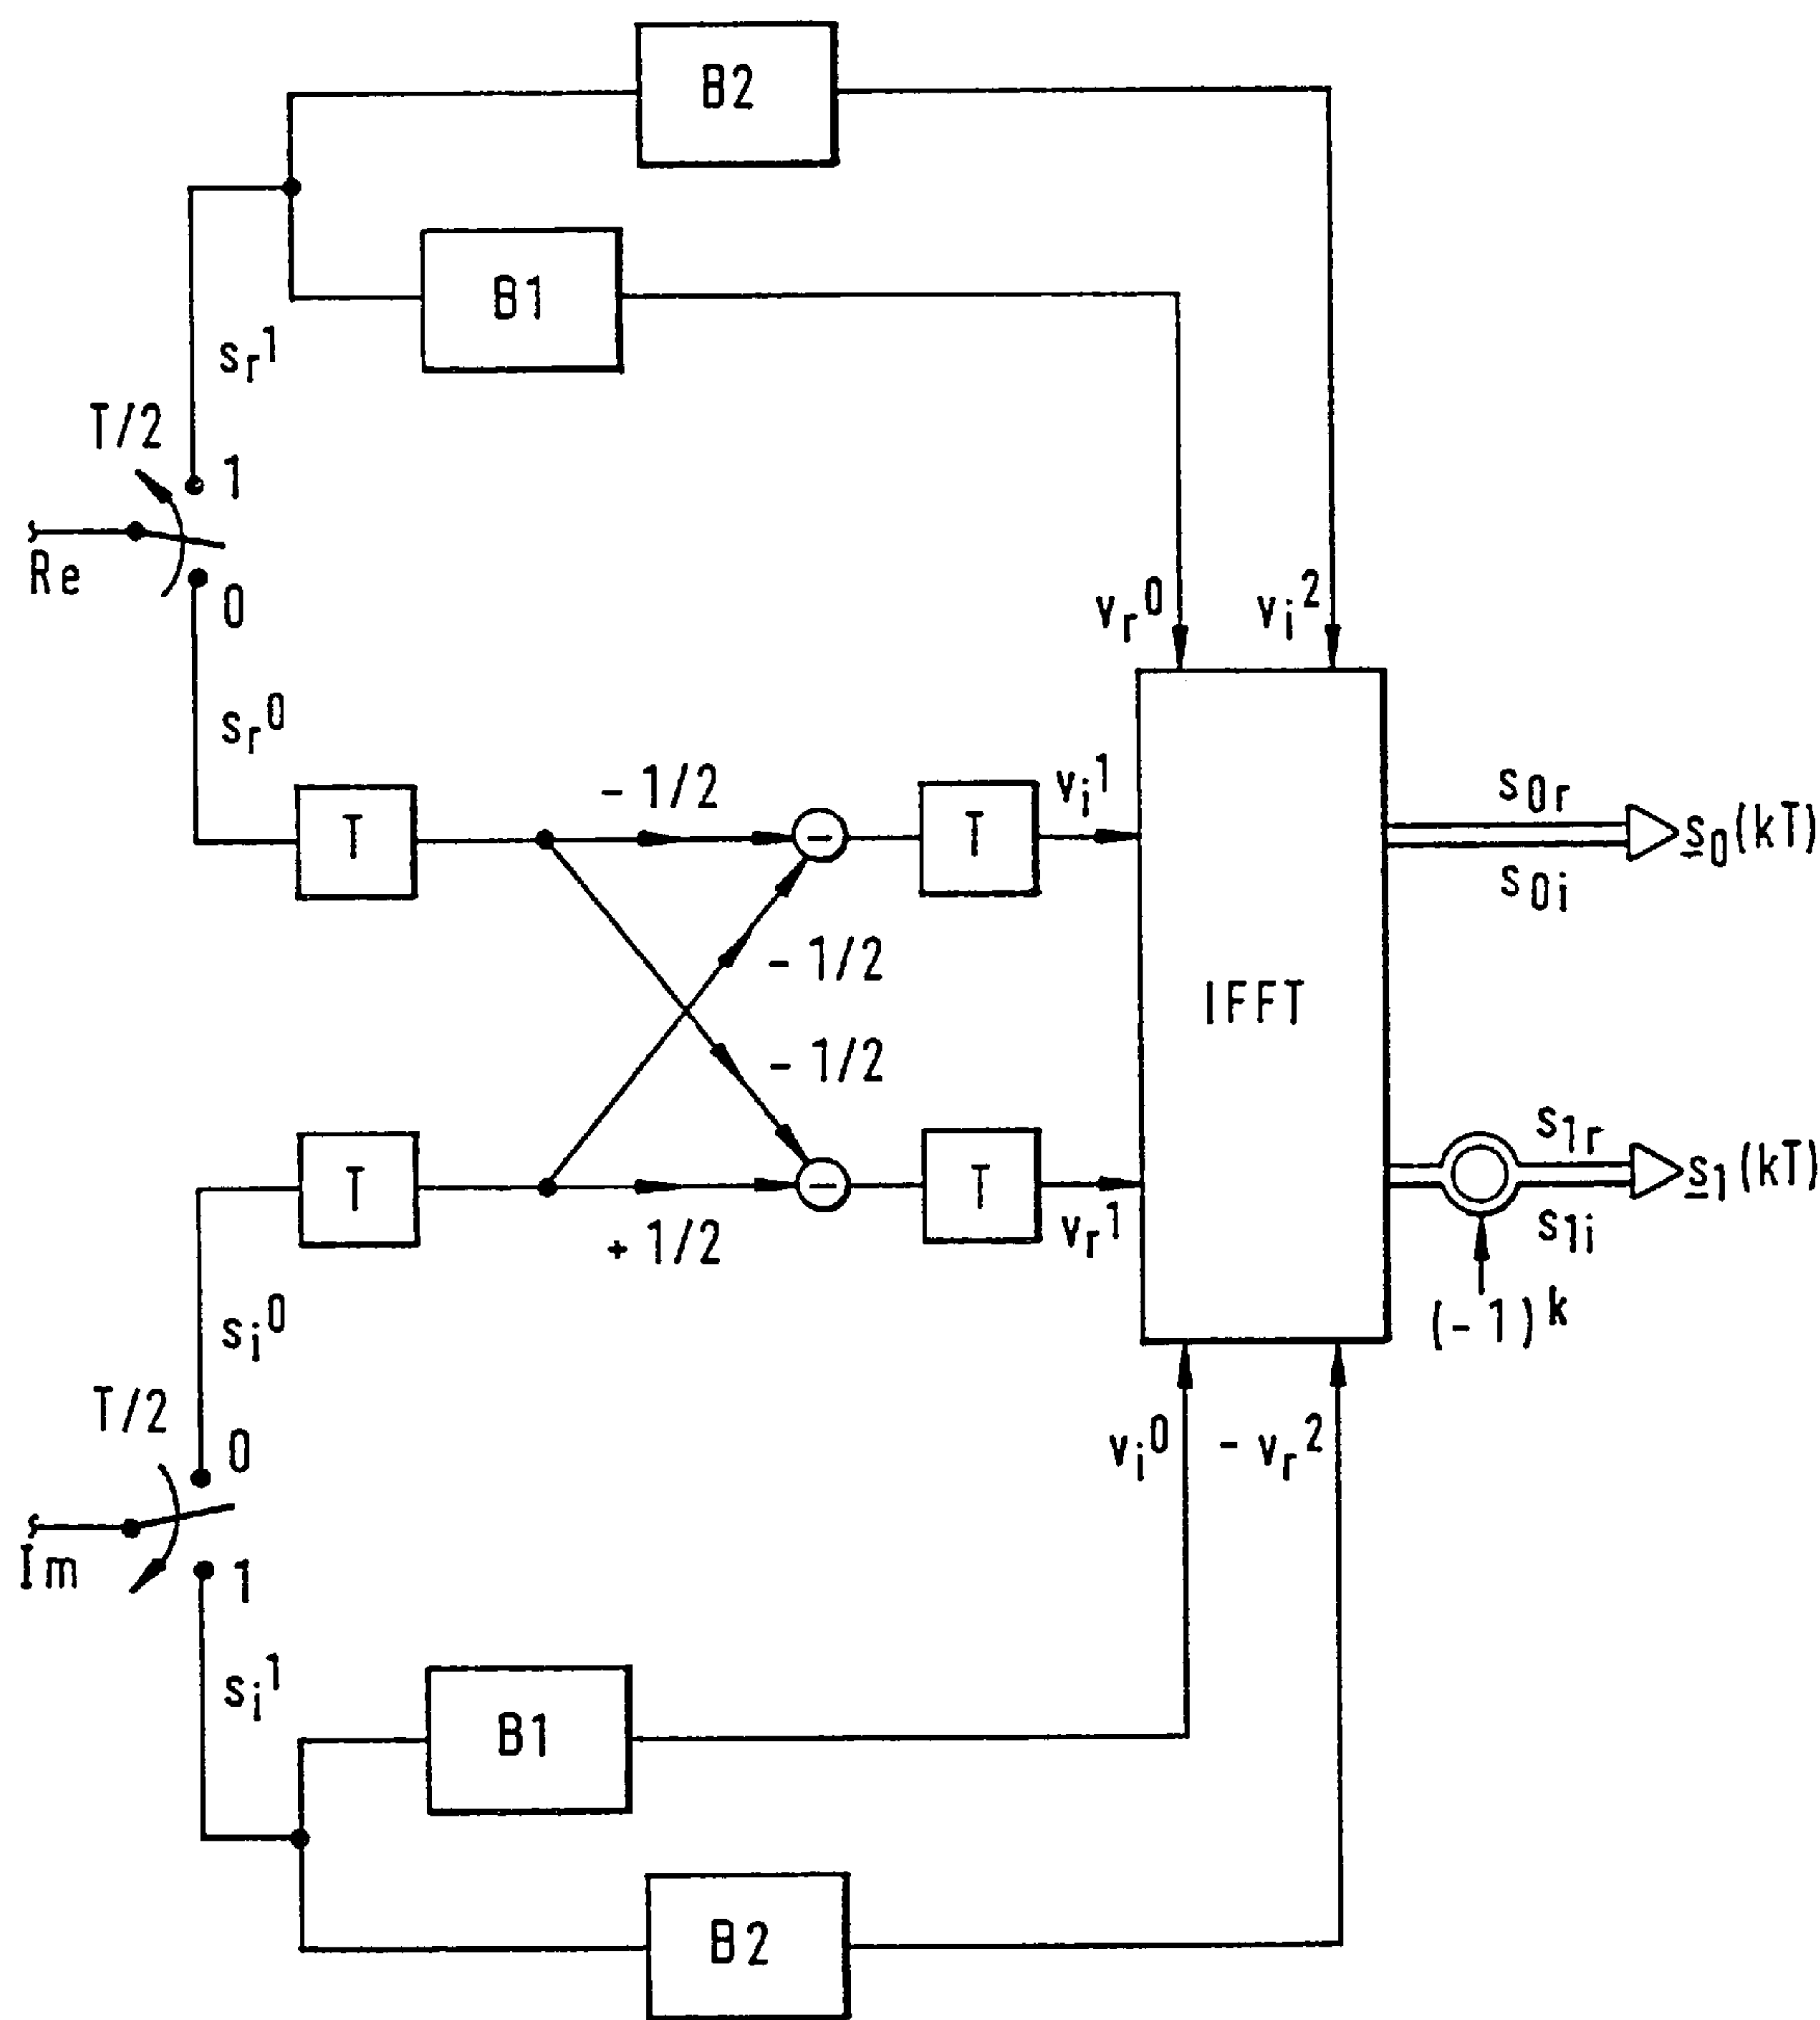 B2
B1
s_r^1
T/2
1
Re
0
v_r^0
v_i^2
s_r^0
T
- 1/2
T
v_i^1
s_0r
s_0(kT)
s_0i
- 1/2
IFFT
- 1/2
T
+ 1/2
T
v_r^1
s_1r
s_1(kT)
s_1i
(-1)^k
s_i^0
T/2
0
Im
1
v_i^0
- v_r^2
s_i^1
B1
B2